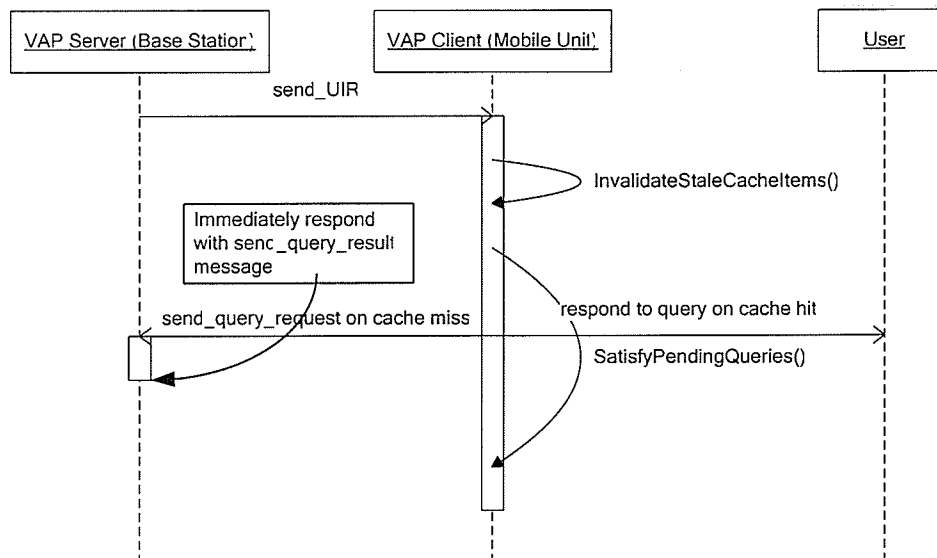 VAP Server (Base Station)
VAP Client (Mobile Unit)
User
send_UIR
InvalidateStaleCacheItems()
Immediately respond
with send_query_result
message
respond to query on cache hit
send_query_request on cache miss
SatisfyPendingQueries()